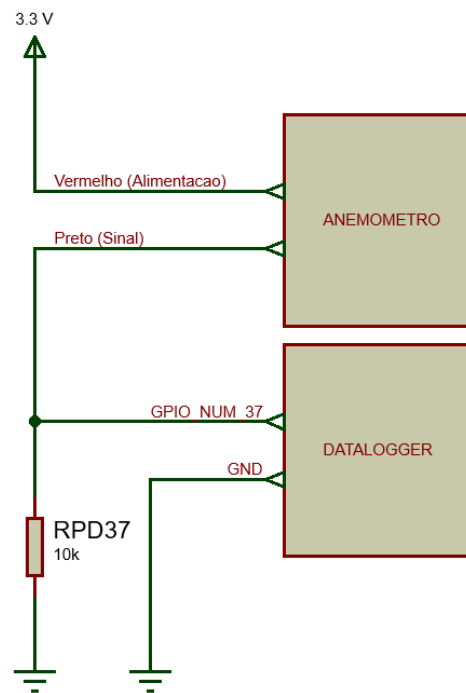 3.3 V
Vermelho (Alimentacao)
ANEMOMETRO
Preto (Sinal)
GPIO_NUM_37
DATALOGGER
GND
RPD37
10k